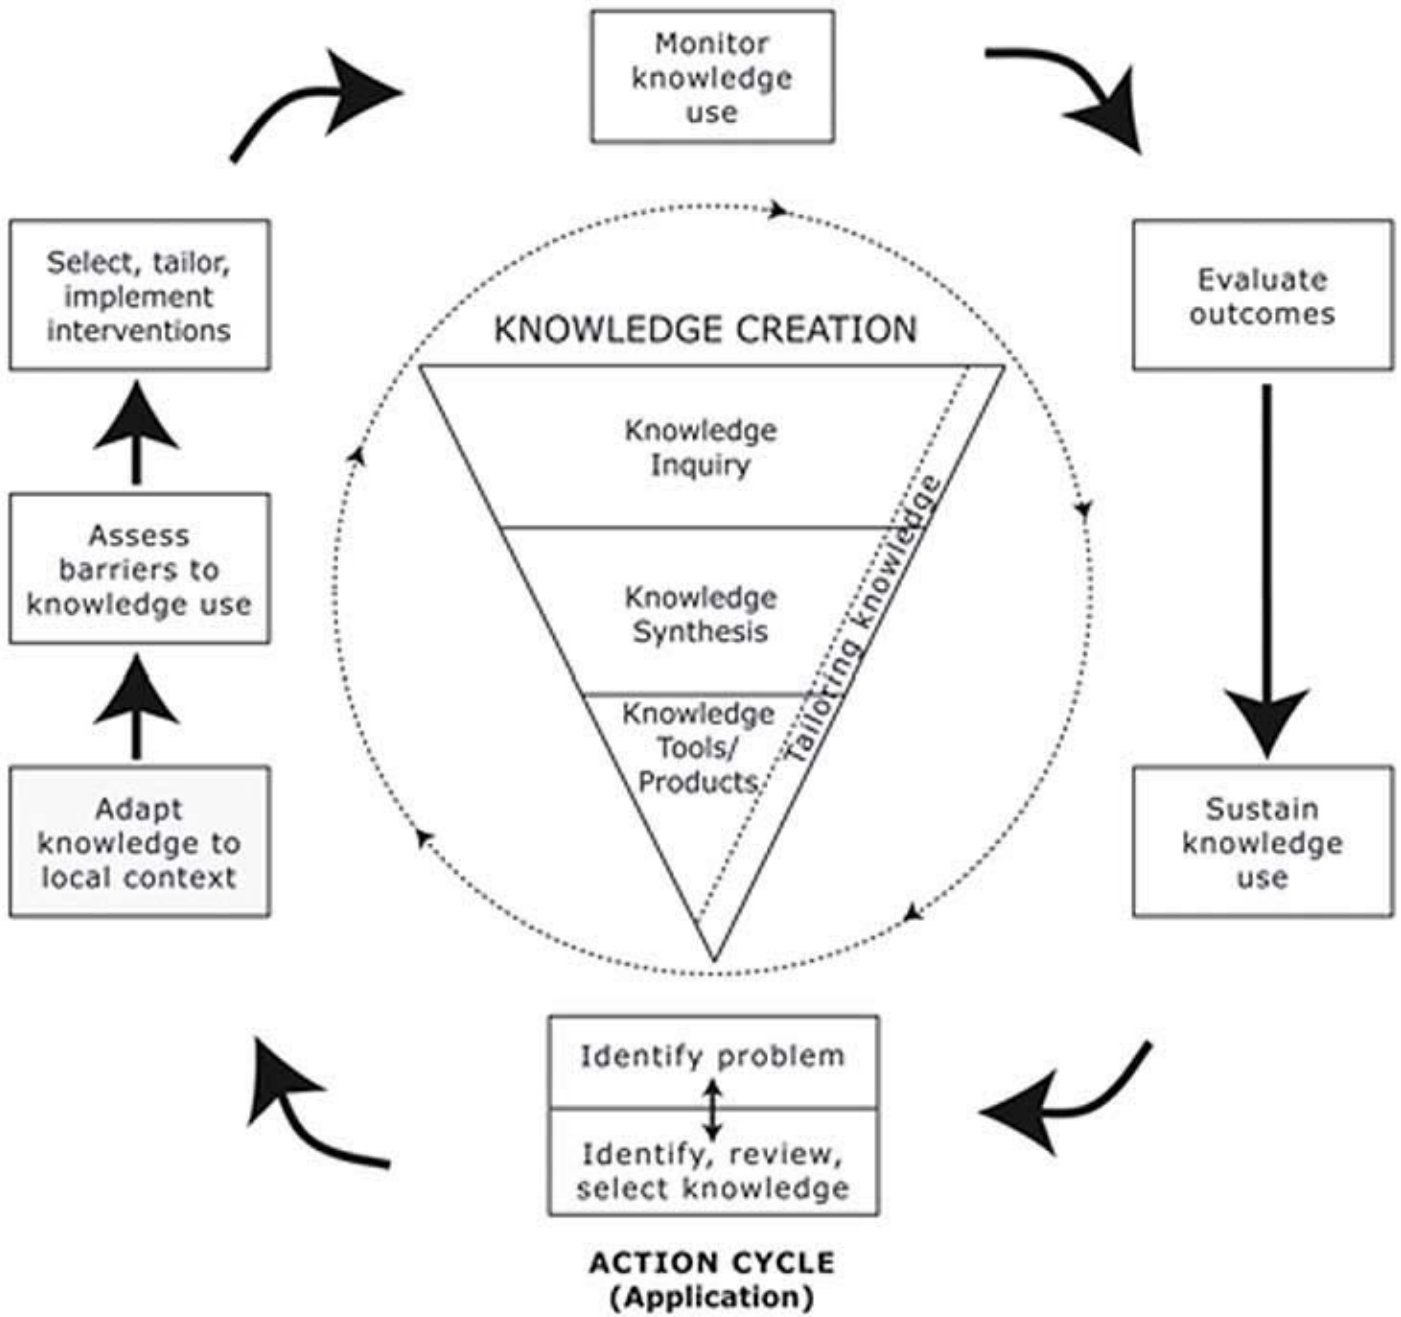 Monitor
knowledge
use
Select, tailor,
implement
interventions
Evaluate
outcomes
KNOWLEDGE CREATION
Knowledge
Inquiry
Assess
barriers to
knowledge use
Knowledge
Synthesis
Tailoring knowledge
Knowledge
Tools/
Products
Adapt
knowledge to
local context
Sustain
knowledge
use
Identify problem
Identify, review,
select knowledge
ACTION CYCLE
(Application)